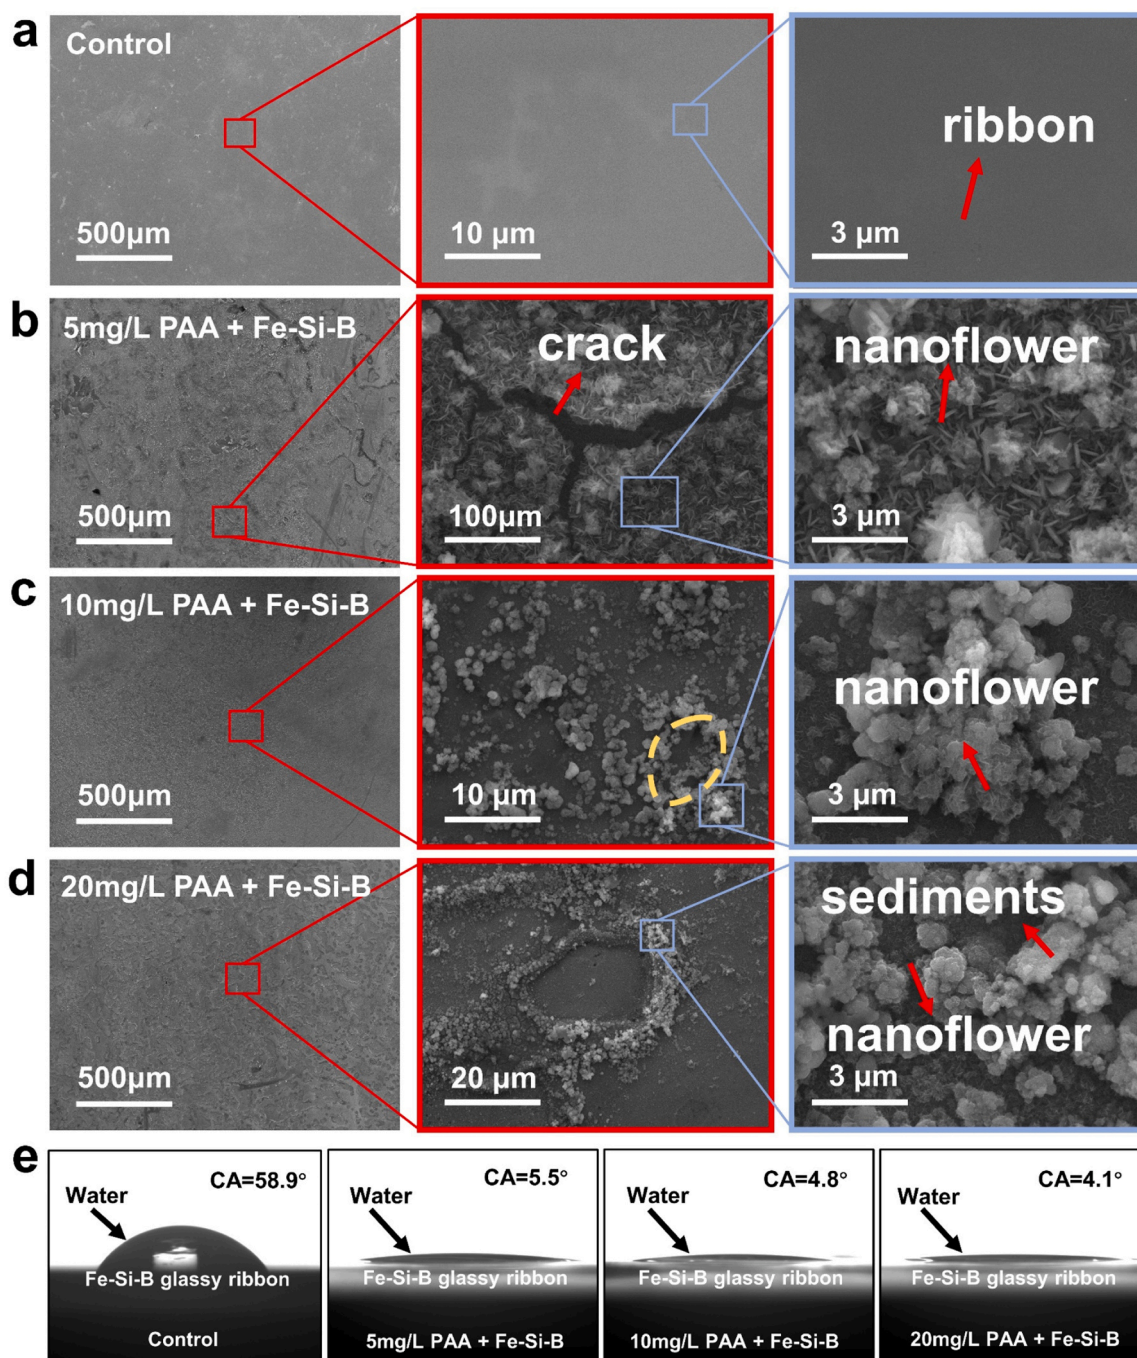 a
Control
500μm
10 μm
ribbon
3 μm
b
5mg/L PAA + Fe-Si-B
500μm
crack
100μm
nanoflower
3 μm
c
10mg/L PAA + Fe-Si-B
500μm
10 μm
nanoflower
3 μm
d
20mg/L PAA + Fe-Si-B
500μm
20 μm
sediments
nanoflower
3 μm
e
CA=58.9°
Water
Fe-Si-B glassy ribbon
Control
CA=5.5°
Water
Fe-Si-B glassy ribbon
5mg/L PAA + Fe-Si-B
CA=4.8°
Water
Fe-Si-B glassy ribbon
10mg/L PAA + Fe-Si-B
CA=4.1°
Water
Fe-Si-B glassy ribbon
20mg/L PAA + Fe-Si-B